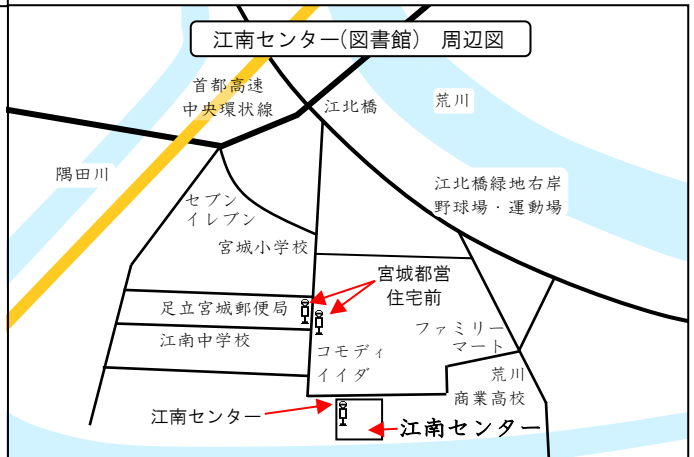 江南センター(図書館) 周辺図
首都高速
中央環状線
江北橋
荒川
隅田川
江北橋緑地右岸
野球場・運動場
セブン
イレブン
宮城小学校
宮城都営
住宅前
足立宮城郵便局
江南中学校
ファミリー
マート
コモディ
イイダ
荒川
商業高校
江南センター
江南センター